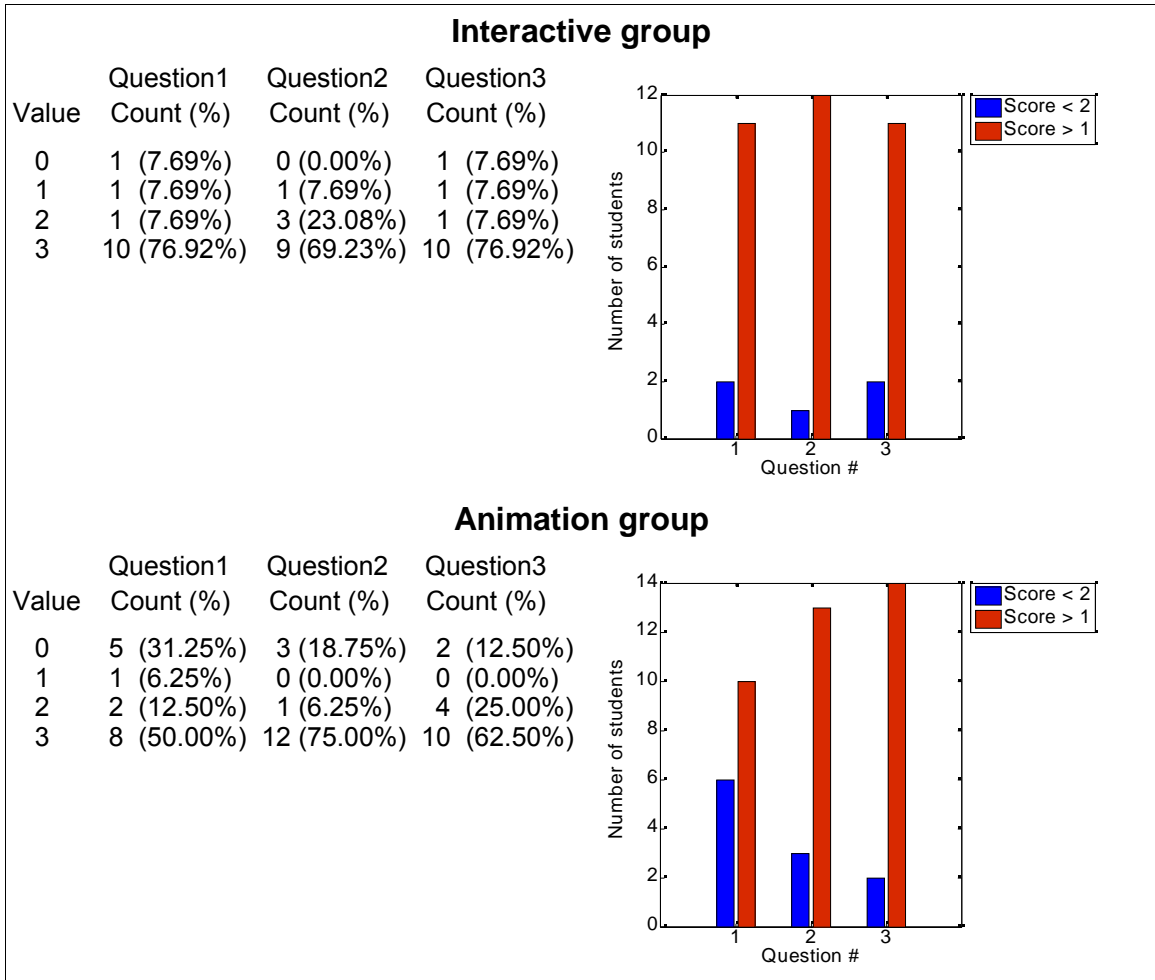 Interactive group
Question1 Question2 Question3
Value Count (%) Count (%) Count (%)
0 1 (7.69%) 0 (0.00%) 1 (7.69%)
1 1 (7.69%) 1 (7.69%) 1 (7.69%)
2 1 (7.69%) 3 (23.08%) 1 (7.69%)
3 10 (76.92%) 9 (69.23%) 10 (76.92%)
12
10
8
6
4
2
0
Number of students
1 2 3
Question #
Score < 2
Score > 1
Animation group
Question1 Question2 Question3
Value Count (%) Count (%) Count (%)
0 5 (31.25%) 3 (18.75%) 2 (12.50%)
1 1 (6.25%) 0 (0.00%) 0 (0.00%)
2 2 (12.50%) 1 (6.25%) 4 (25.00%)
3 8 (50.00%) 12 (75.00%) 10 (62.50%)
14
12
10
8
6
4
2
0
Number of students
1 2 3
Question #
Score < 2
Score > 1